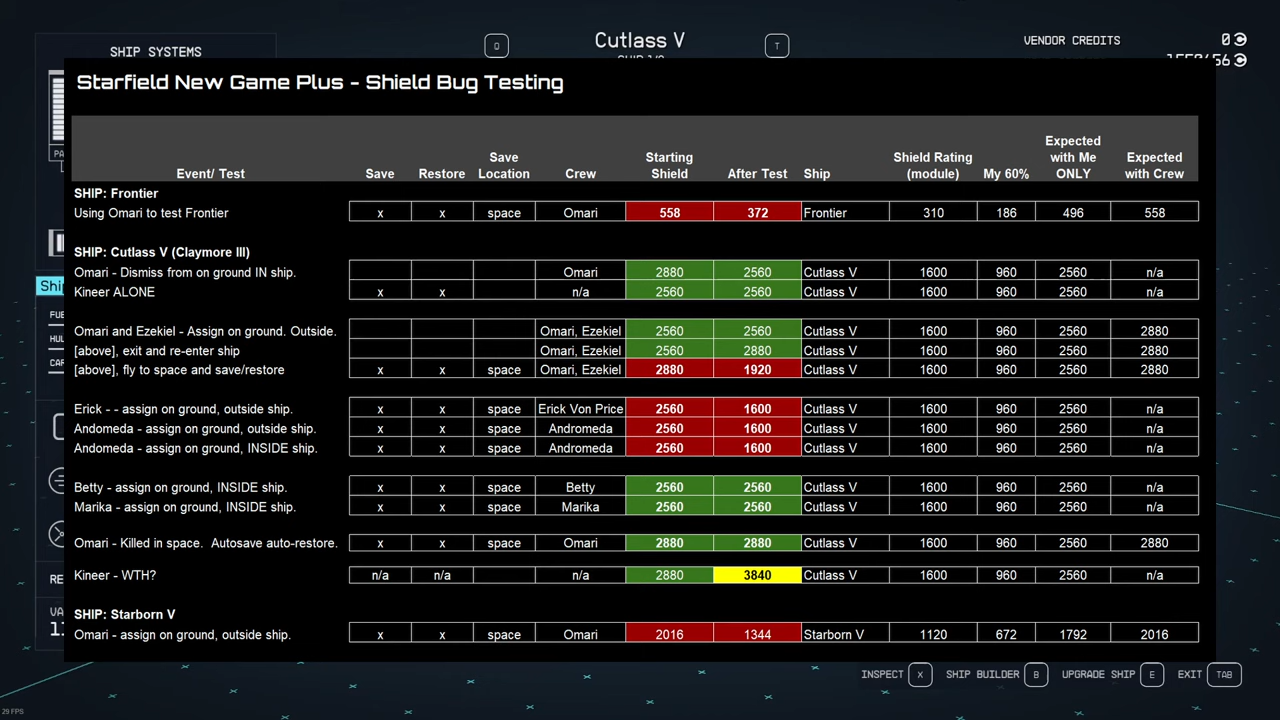 SHIP SYSTEMS
Q
Cutlass V
T
VENDOR CREDITS 0
Starfield New Game Plus - Shield Bug Testing
Event/ Test Save Restore Save Location Crew Starting Shield After Test Ship Shield Rating (module) My 60% Expected with Me ONLY Expected with Crew
SHIP: Frontier
Using Omari to test Frontier x x space Omari 558 372 Frontier 310 186 496 558
SHIP: Cutlass V (Claymore III)
Omari - Dismiss from on ground IN ship. Omari 2880 2560 Cutlass V 1600 960 2560 n/a
Kineer ALONE x x n/a 2560 2560 Cutlass V 1600 960 2560 n/a
Omari and Ezekiel - Assign on ground. Outside. Omari, Ezekiel 2560 2560 Cutlass V 1600 960 2560 2880
[above], exit and re-enter ship Omari, Ezekiel 2560 2880 Cutlass V 1600 960 2560 2880
[above], fly to space and save/restore x x space Omari, Ezekiel 2880 1920 Cutlass V 1600 960 2560 2880
Erick - - assign on ground, outside ship. x x space Erick Von Price 2560 1600 Cutlass V 1600 960 2560 n/a
Andomeda - assign on ground, outside ship. x x space Andromeda 2560 1600 Cutlass V 1600 960 2560 n/a
Andomeda - assign on ground, INSIDE ship. x x space Andromeda 2560 1600 Cutlass V 1600 960 2560 n/a
Betty - assign on ground, INSIDE ship. x x space Betty 2560 2560 Cutlass V 1600 960 2560 n/a
Marika - assign on ground, INSIDE ship. x x space Marika 2560 2560 Cutlass V 1600 960 2560 n/a
Omari - Killed in space. Autosave auto-restore. x x space Omari 2880 2880 Cutlass V 1600 960 2560 2880
Kineer - WTH? n/a n/a n/a 2880 3840 Cutlass V 1600 960 2560 n/a
SHIP: Starborn V
Omari - assign on ground, outside ship. x x space Omari 2016 1344 Starborn V 1120 672 1792 2016
INSPECT X SHIP BUILDER B UPGRADE SHIP E EXIT TAB
29 FPS